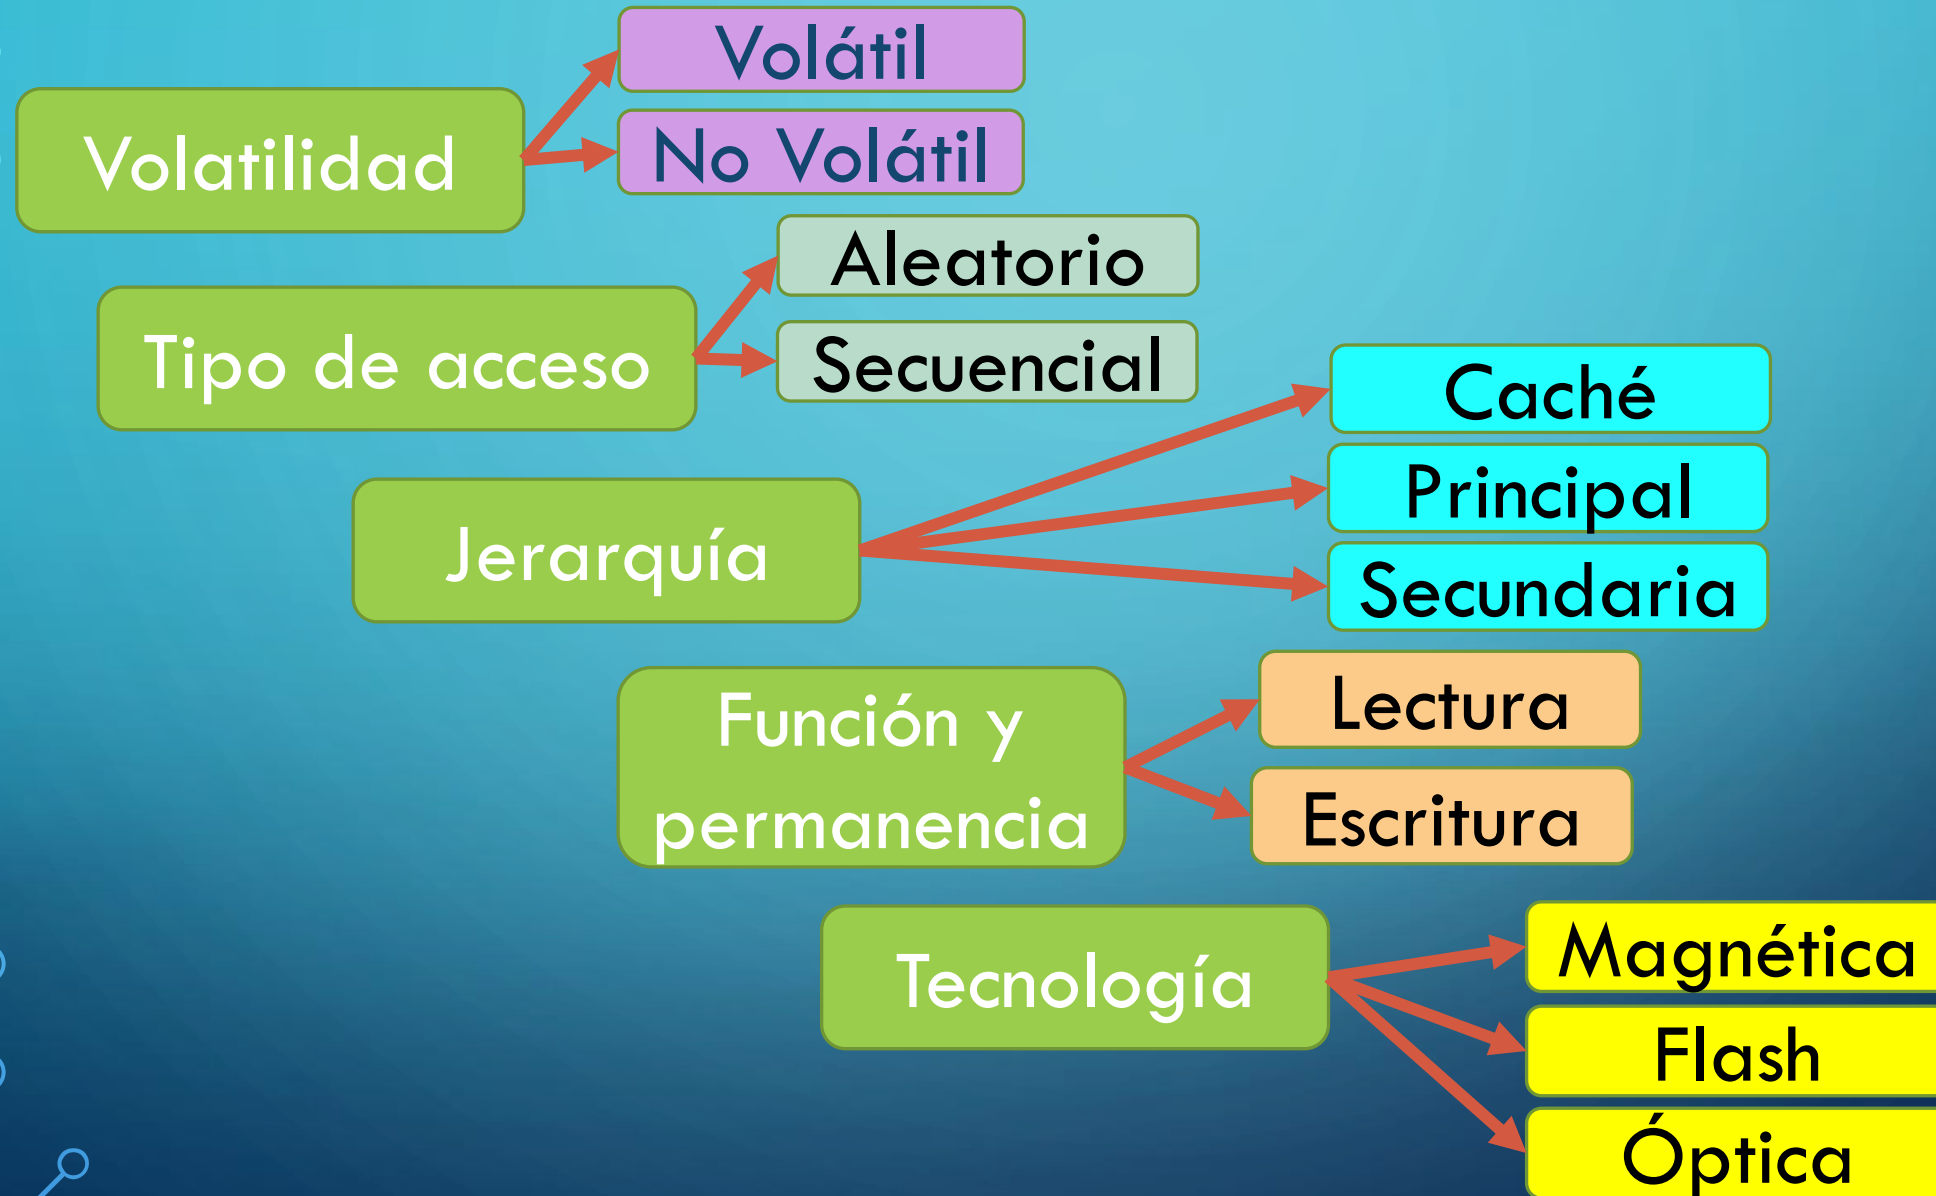 Volatilidad
Volátil
No Volátil
Tipo de acceso
Aleatorio
Secuencial
Jerarquía
Caché
Principal
Secundaria
Función y
permanencia
Lectura
Escritura
Tecnología
Magnética
Flash
Óptica